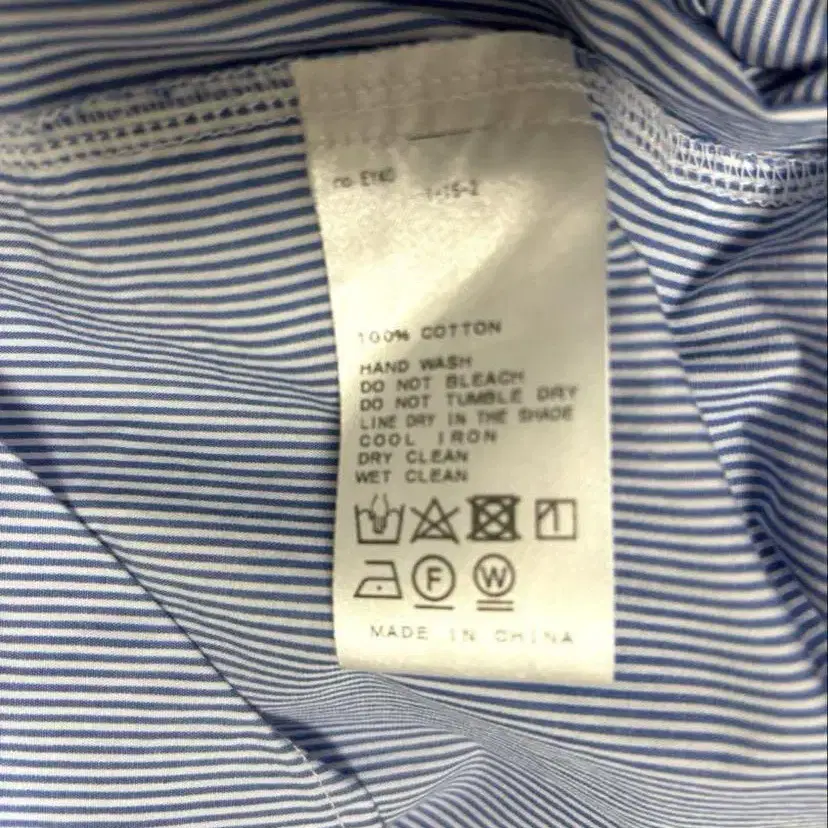 100% COTTON
HAND WASH
DO NOT BLEACH
DO NOT TUMBLE DRY
LINE DRY IN THE SHADE
COOL IRON
DRY CLEAN
WET CLEAN
F W
MADE IN CHINA